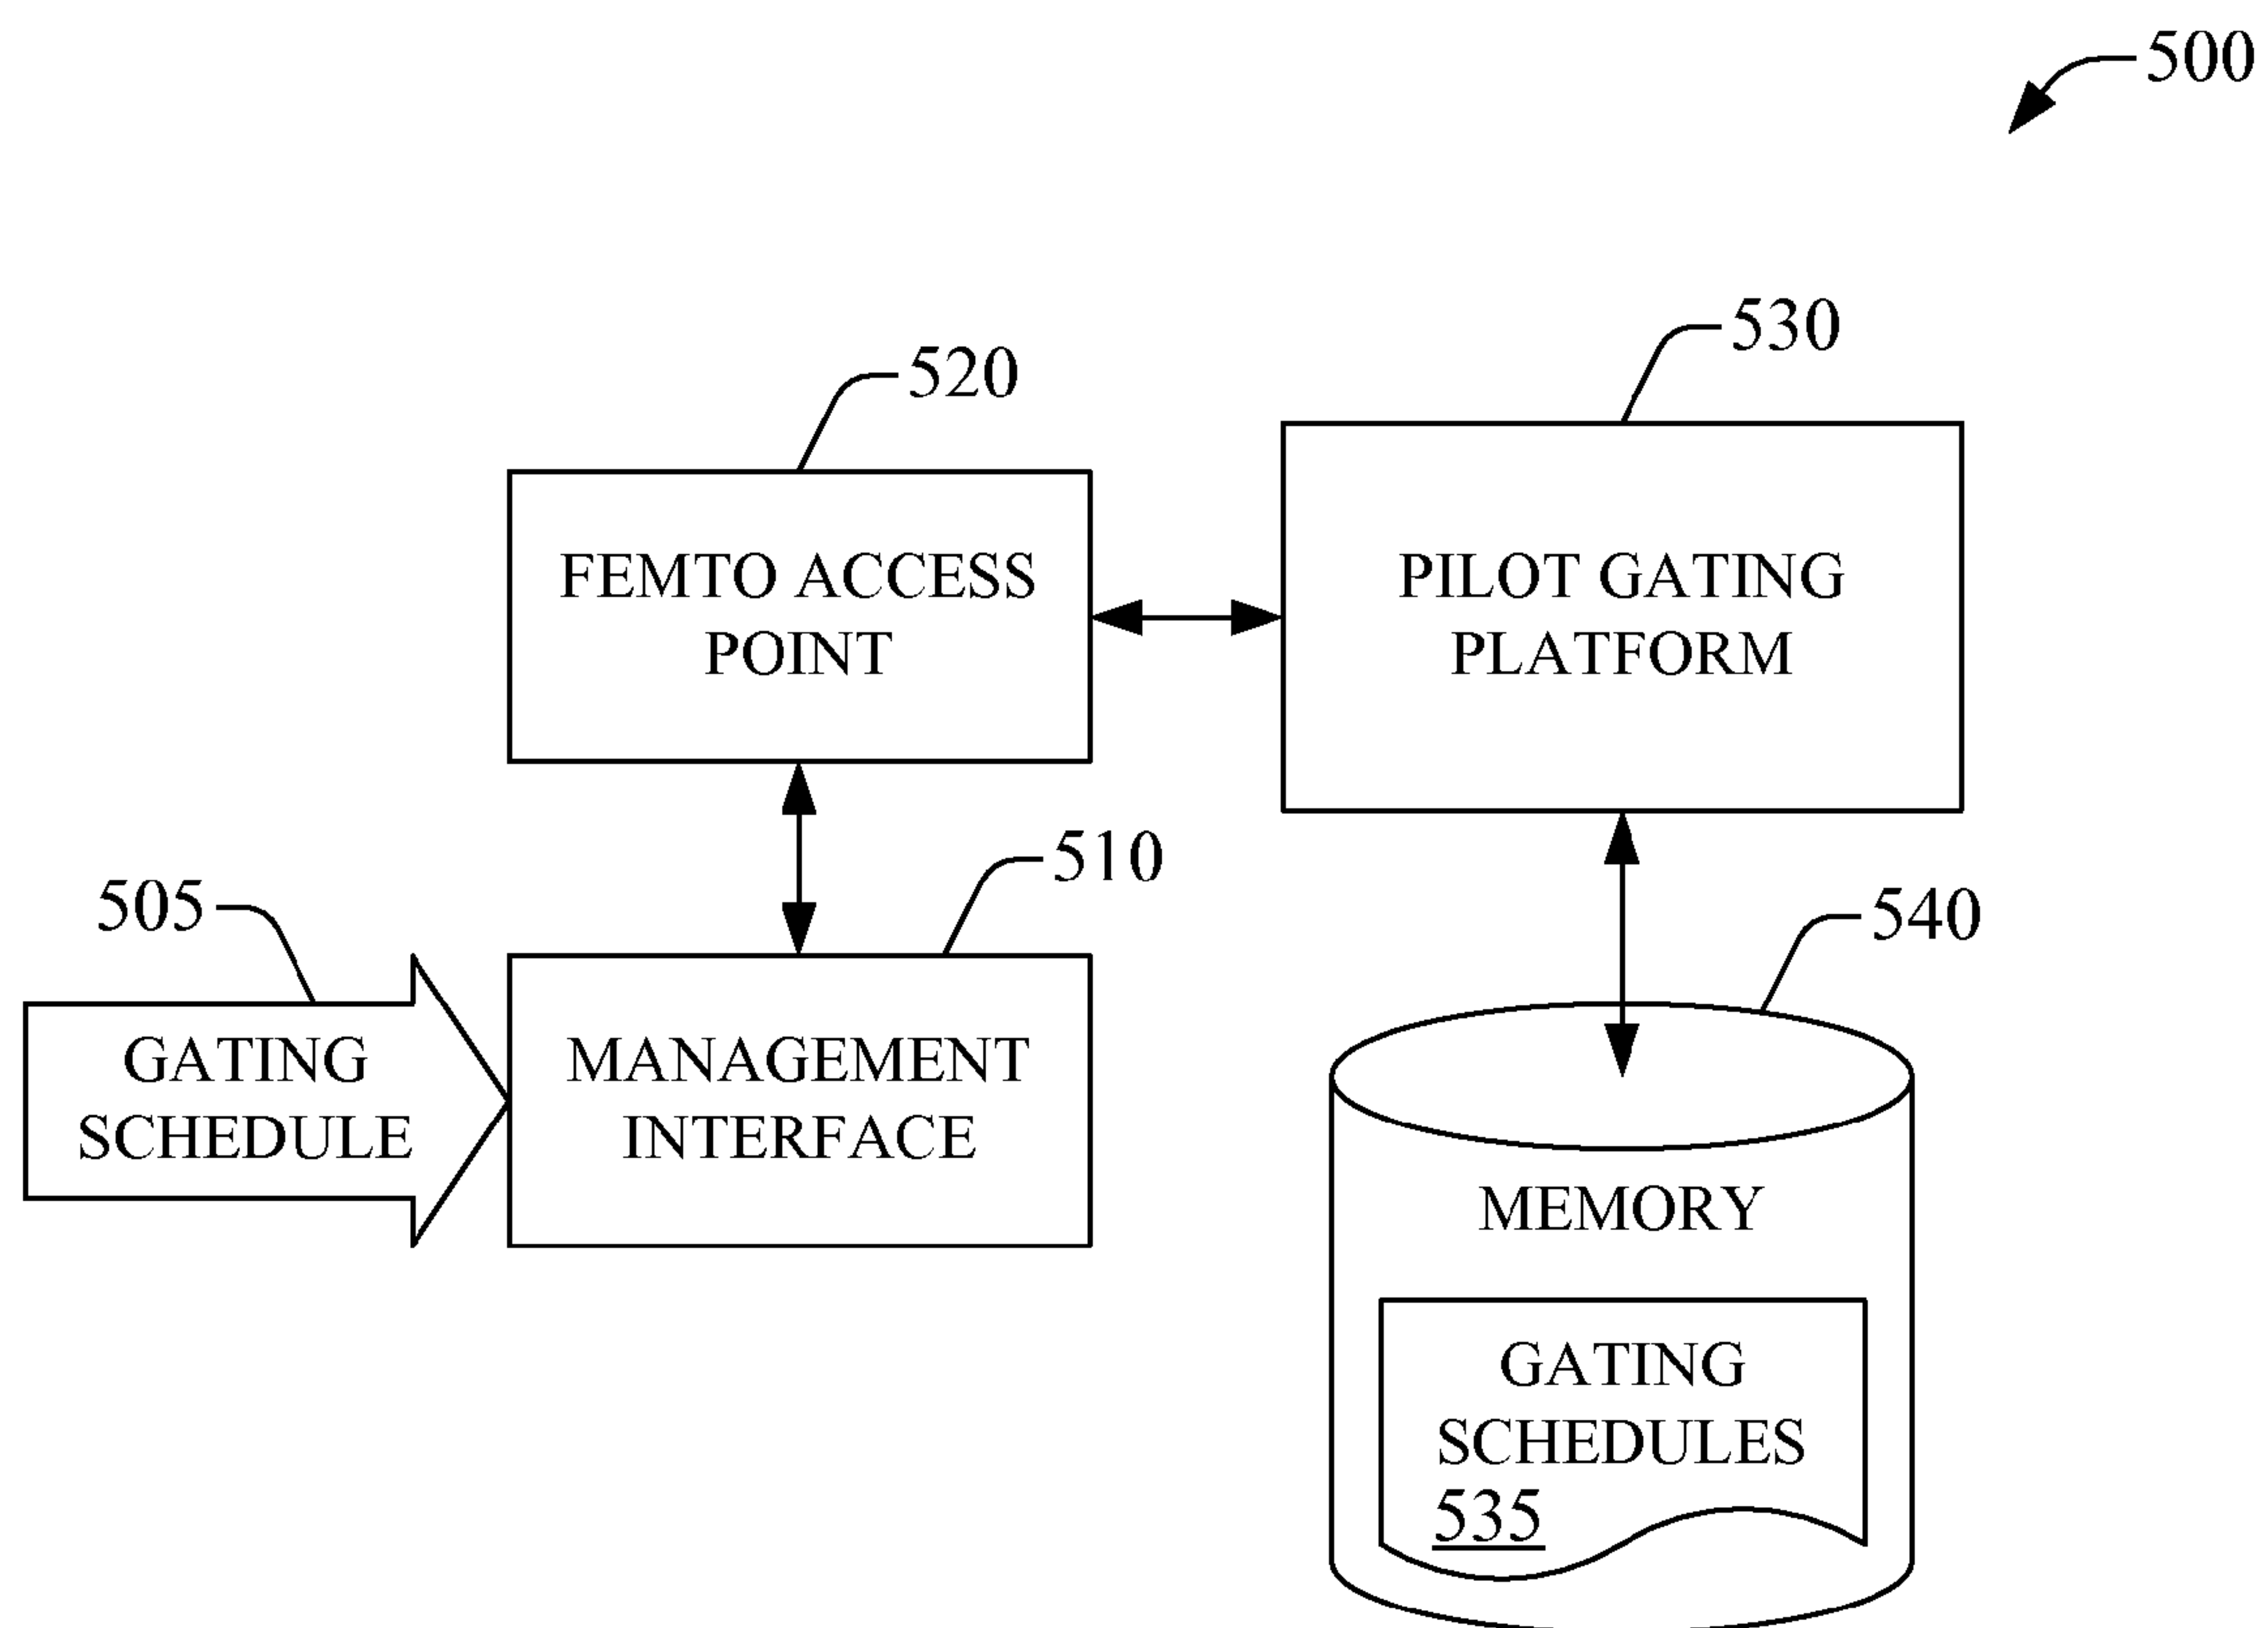 500
530
520
FEMTO ACCESS
POINT
PILOT GATING
PLATFORM
510
505
540
GATING
SCHEDULE
MANAGEMENT
INTERFACE
MEMORY
GATING
SCHEDULES
535